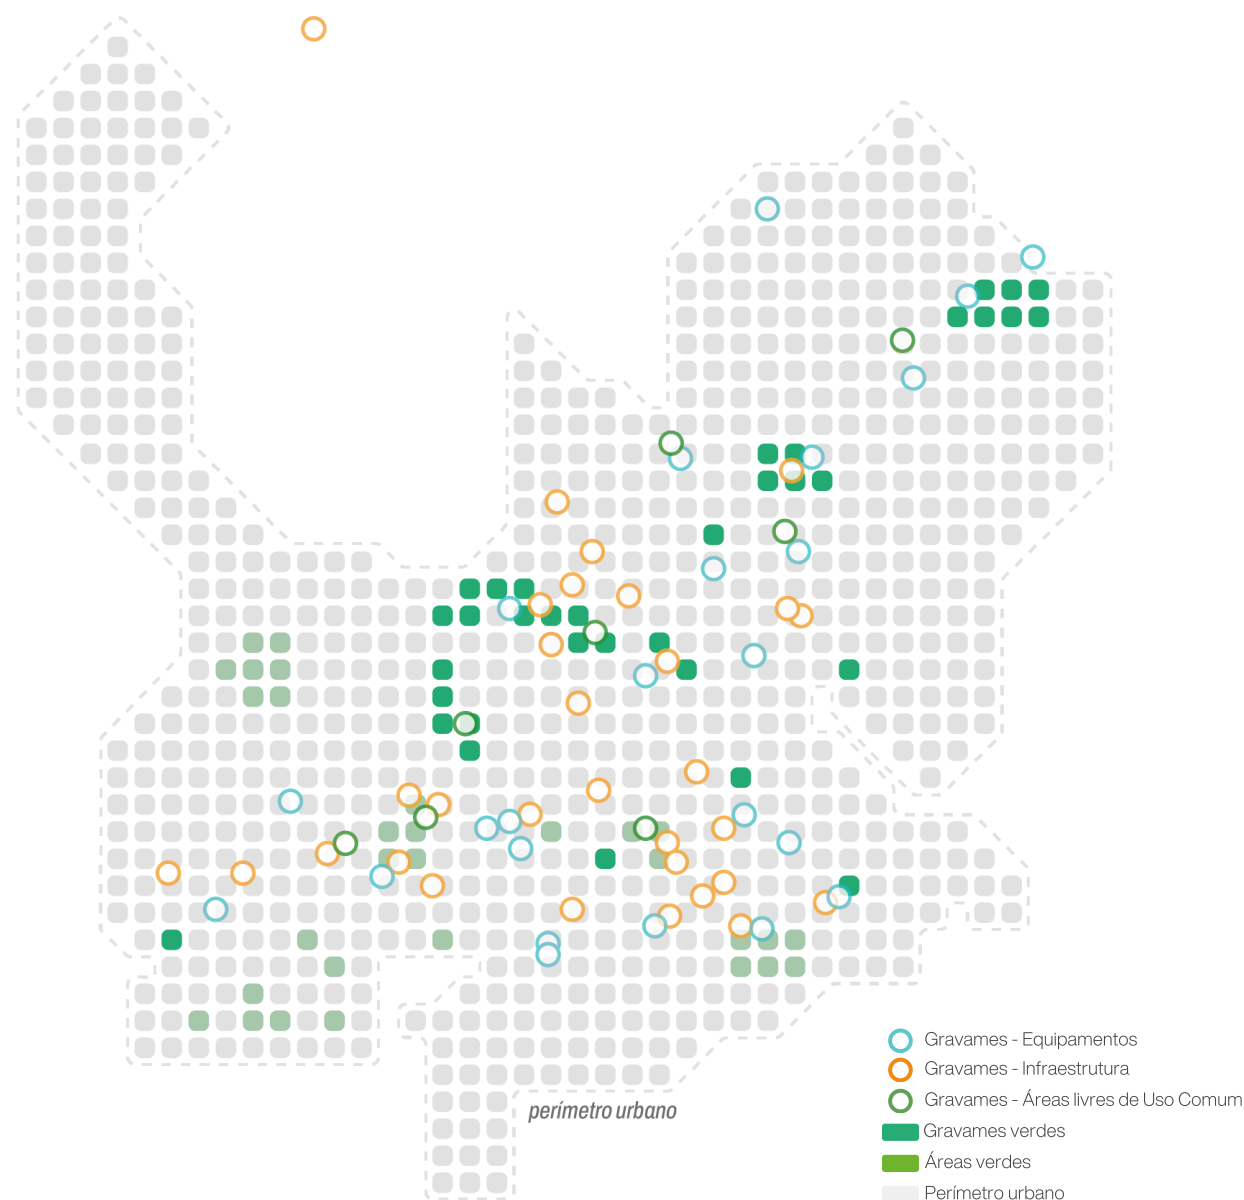 perímetro urbano
Gravames - Equipamentos
Gravames - Infraestrutura
Gravames - Áreas livres de Uso Comum
Gravames verdes
Áreas verdes
Perímetro urbano